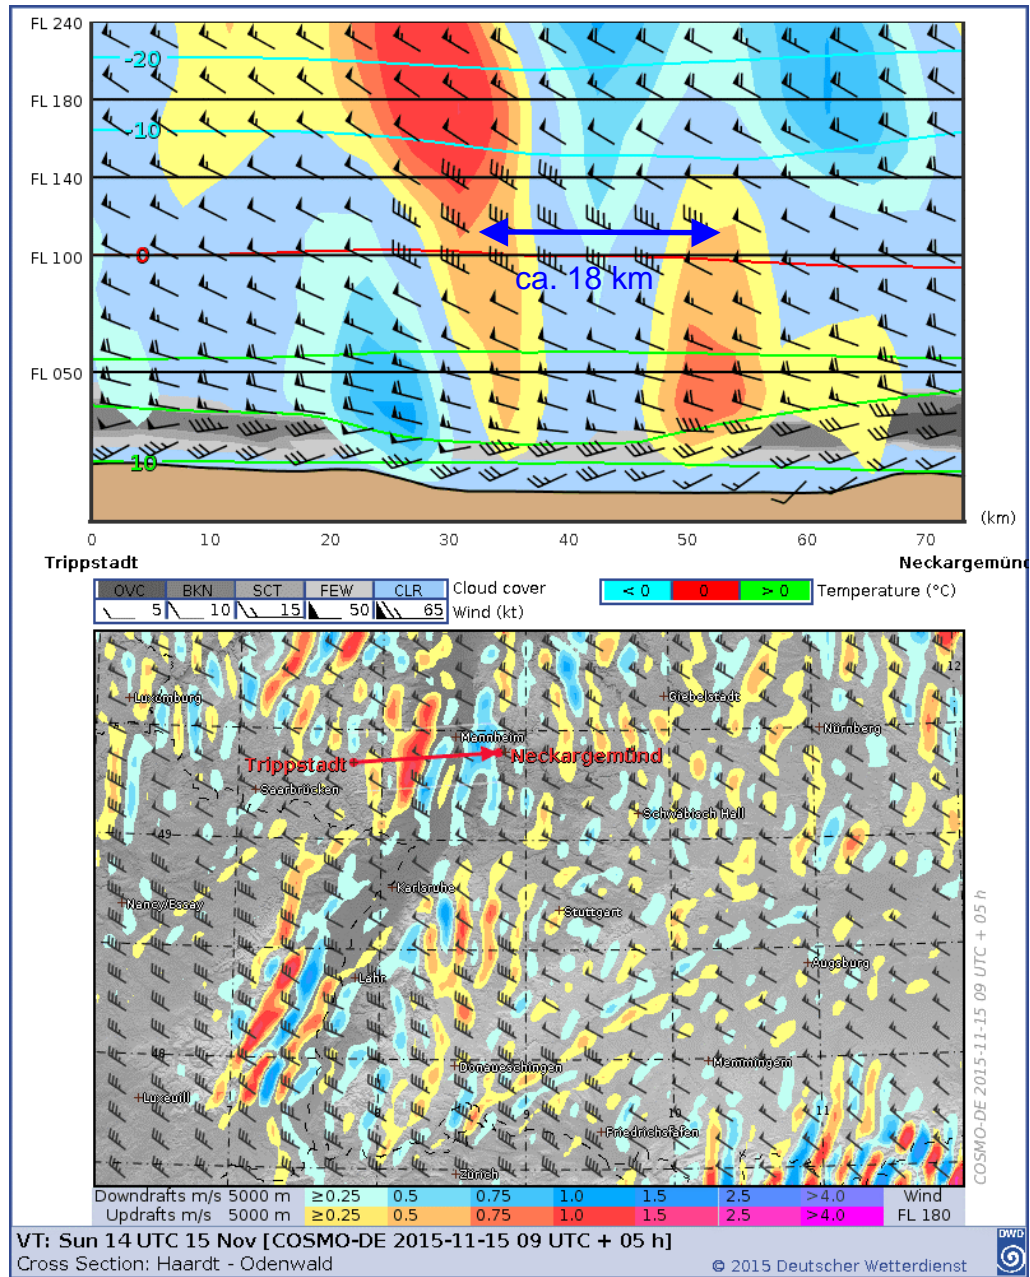 FL 240
-20
FL 180
-10
FL 140
0
FL 100
ca. 18 km
FL 050
10
(km)
0 10 20 30 40 50 60 70
Trippstadt Neckargemünd
OVC BKN SCT FEW CLR Cloud cover
5 10 15 50 65 Wind (kt)
< 0 0 > 0 Temperature (°C)
12
Luxemburg
Giebelstadt
Nürnberg
Mannheim
Trippstadt
Neckargemünd
Saarbrücken
Schwäbisch Hall
49
Karlsruhe
Nancy/Essay
Stuttgart
Augsburg
Lahr
48
Donaueschingen
Memmingem
Luxeuill
7
9
10
11
Friedrichsfafen
Zürich
COSMO-DE 2015-11-15 09 UTC + 05 h
Downdrafts m/s 5000 m ≥0.25 0.5 0.75 1.0 1.5 2.5 >4.0 Wind
Updrafts m/s 5000 m ≥0.25 0.5 0.75 1.0 1.5 2.5 >4.0 FL 180
VT: Sun 14 UTC 15 Nov [COSMO-DE 2015-11-15 09 UTC + 05 h]
Cross Section: Haardt - Odenwald
© 2015 Deutscher Wetterdienst
DWD